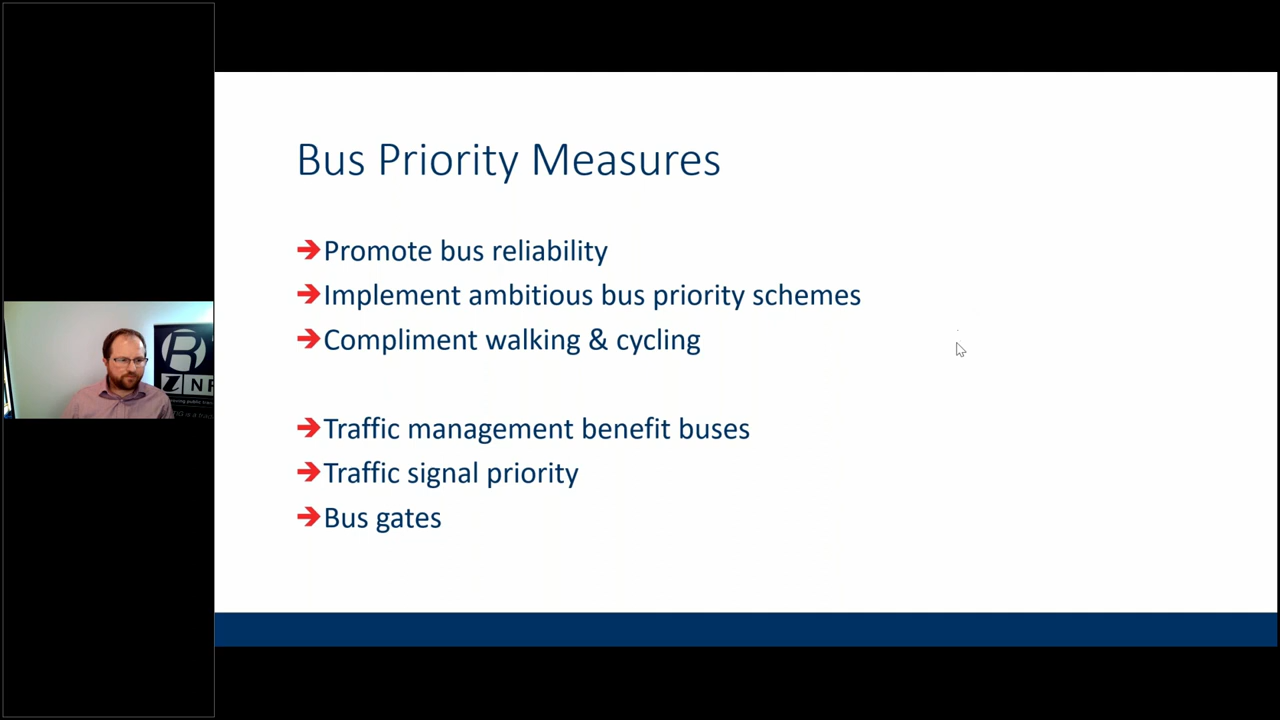 Bus Priority Measures
➔Promote bus reliability
➔Implement ambitious bus priority schemes
➔Compliment walking & cycling
➔Traffic management benefit buses
➔Traffic signal priority
➔Bus gates